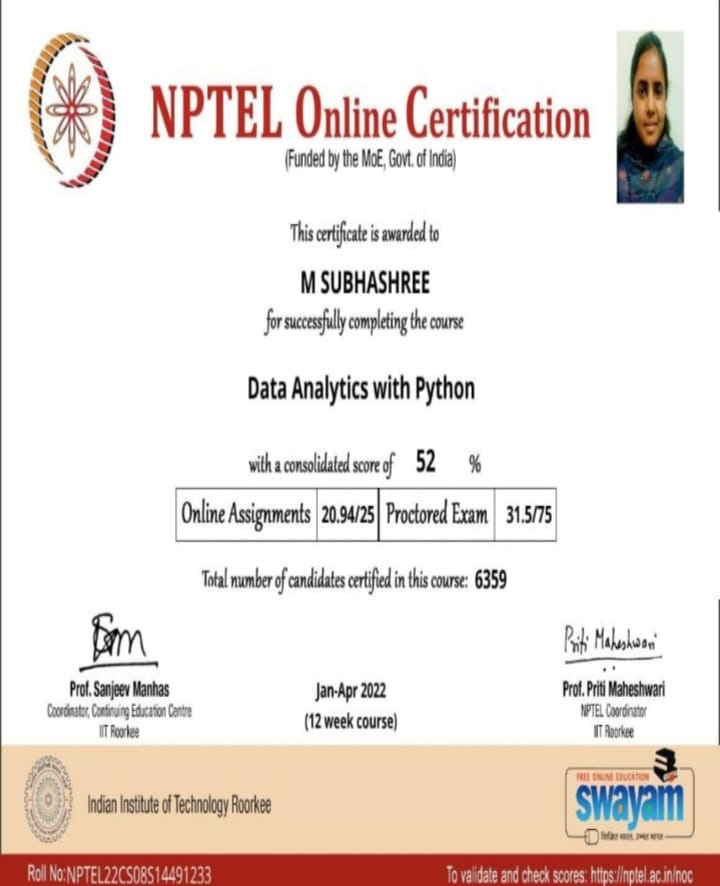 NPTEL Online Certification
(Funded by the MoE, Govt. of India)
This certificate is awarded to
M SUBHASHREE
for successfully completing the course
Data Analytics with Python
with a consolidated score of 52 %
Online Assignments 20.94/25 Proctored Exam 31.5/75
Total number of candidates certified in this course: 6359
Priti Maheshwari
Prof. Sanjeev Manhas
Coordinator, Continuing Education Centre
IIT Roorkee
Jan-Apr 2022
(12 week course)
Prof. Priti Maheshwari
NPTEL Coordinator
IIT Roorkee
Indian Institute of Technology Roorkee
FREE ONLINE EDUCATION
swayam
शिक्षित भारत, उन्नत भारत
Roll No:NPTEL22CS08S14491233
To validate and check scores: https://nptel.ac.in/noc